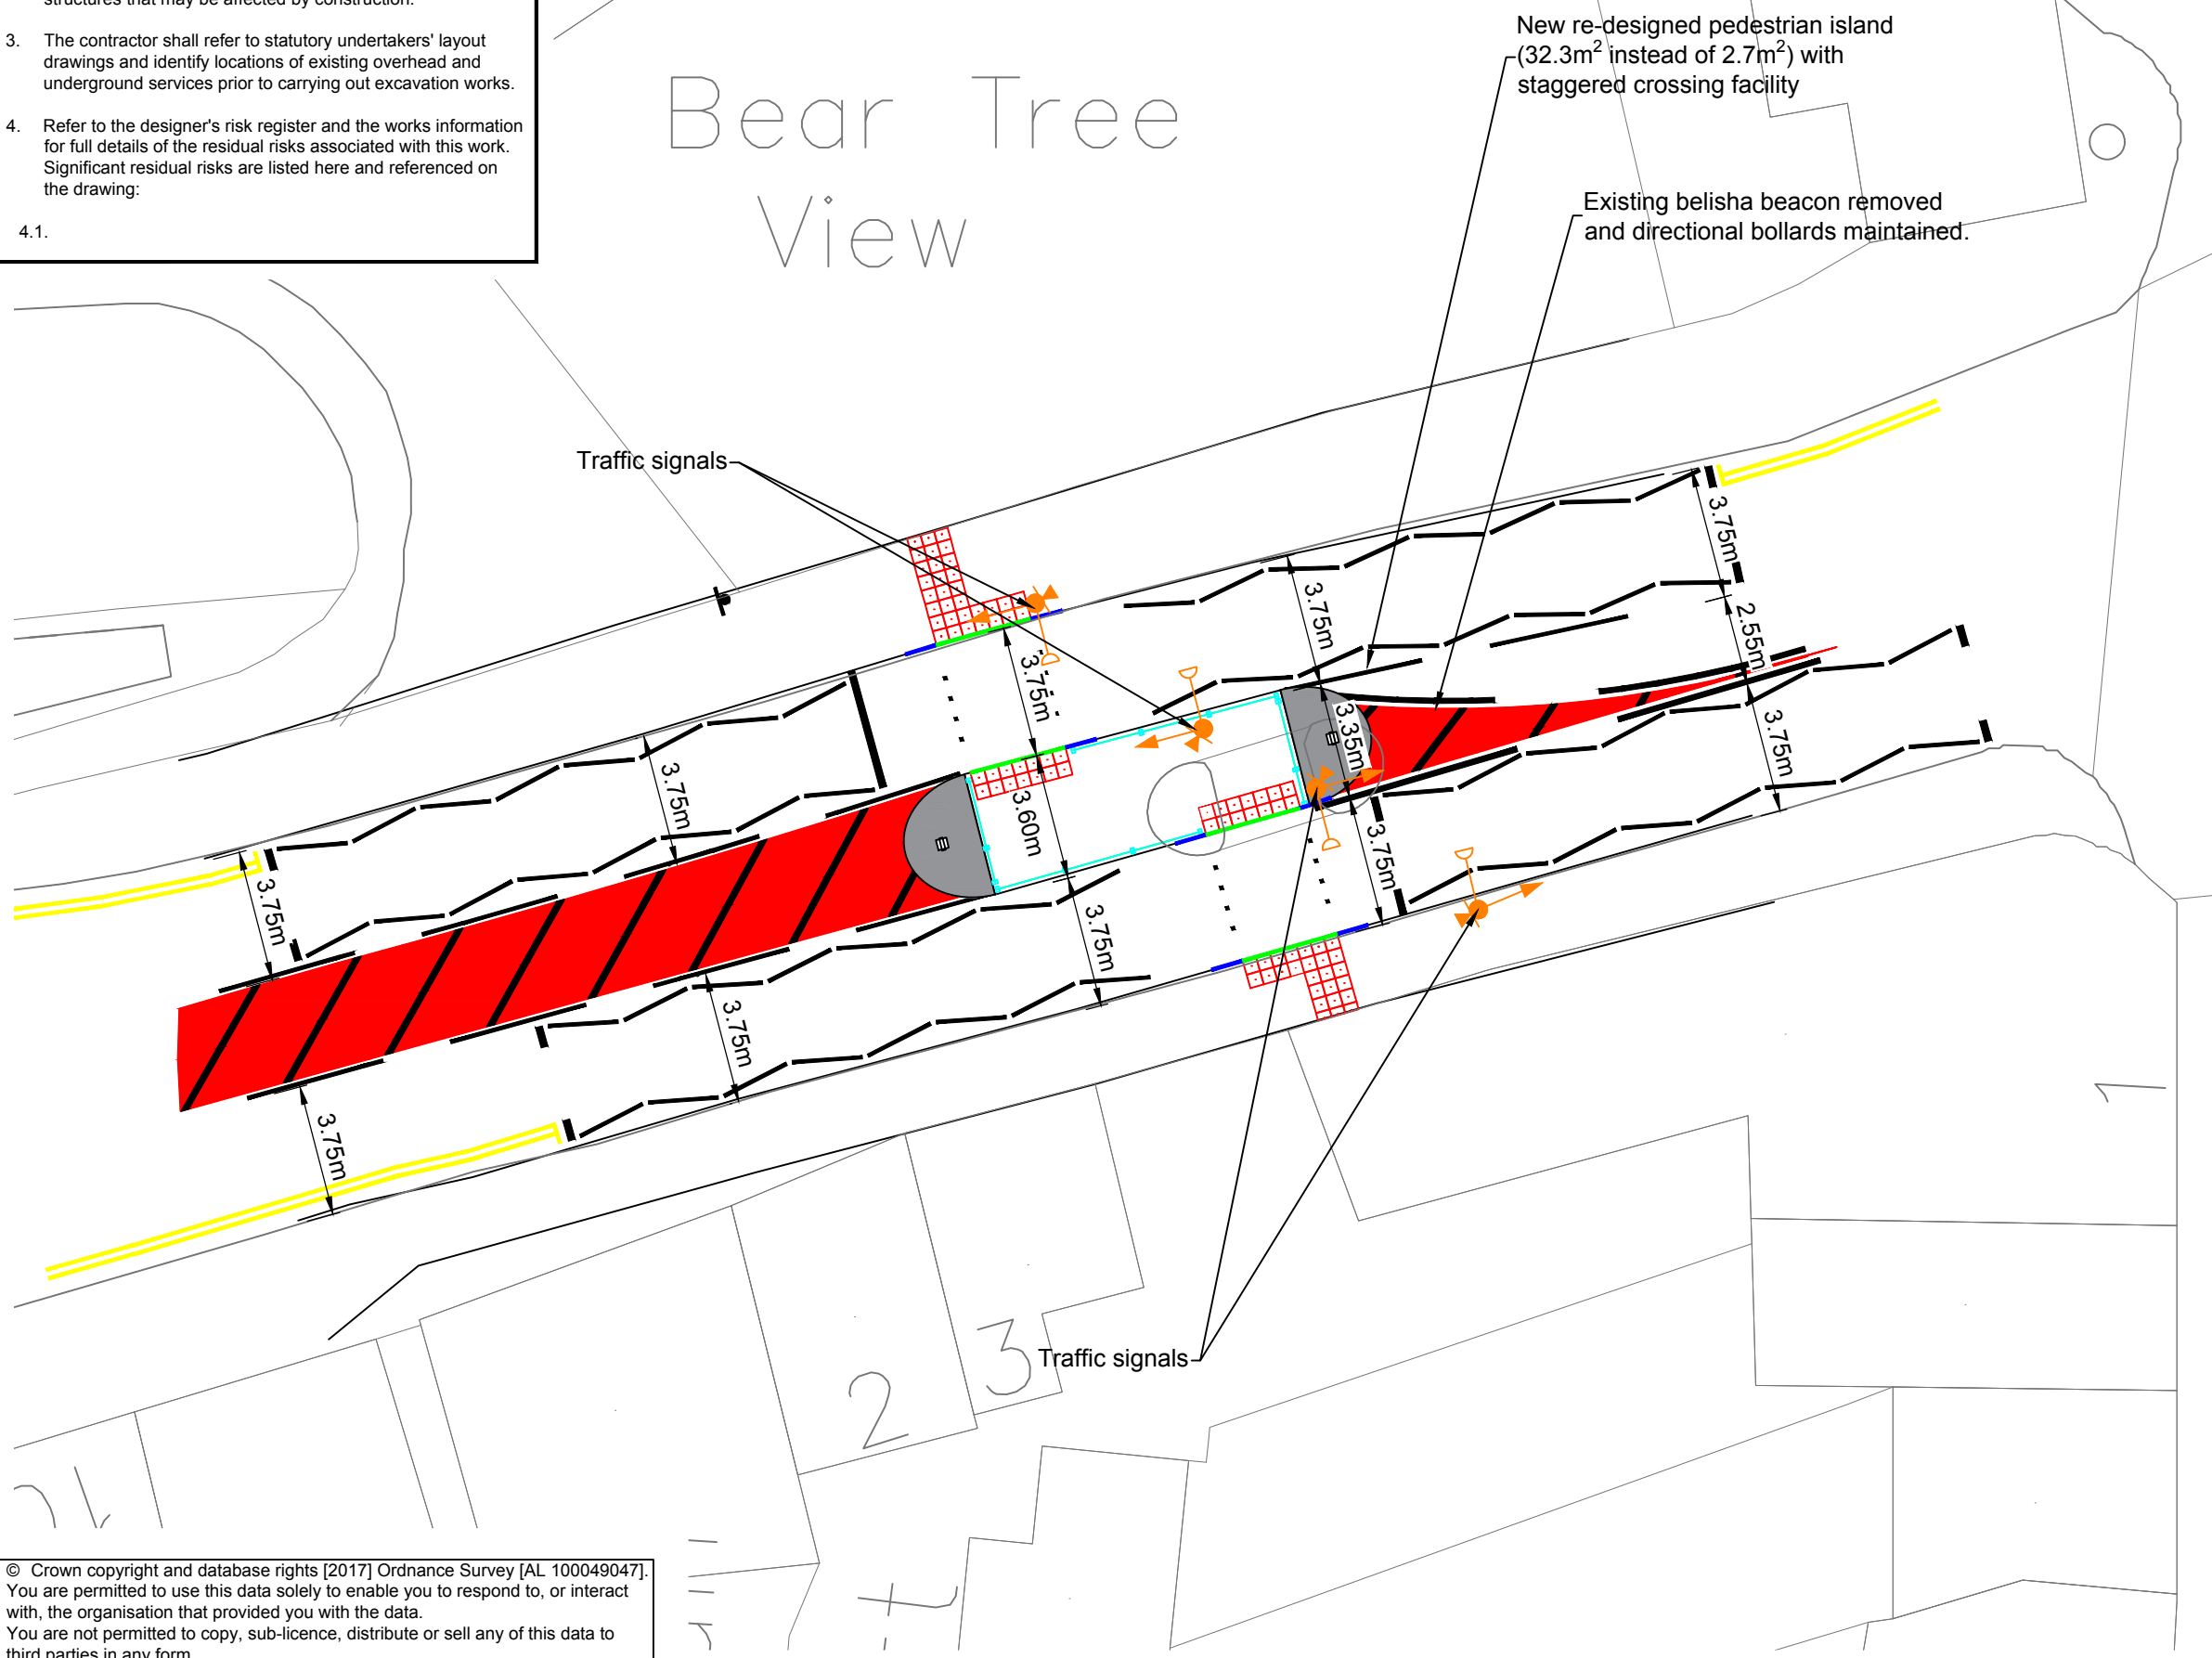 structures that may be affected by construction.
3. The contractor shall refer to statutory undertakers' layout
drawings and identify locations of existing overhead and
underground services prior to carrying out excavation works.
4. Refer to the designer's risk register and the works information
for full details of the residual risks associated with this work.
Significant residual risks are listed here and referenced on
the drawing:
4.1.
Bear Tree
View
New re-designed pedestrian island
(32.3m² instead of 2.7m²) with
staggered crossing facility
Existing belisha beacon removed
and directional bollards maintained.
Traffic signals
3.75m
2.55m
3.75m
3.75m
3.35m
3.75m
3.75m
3.60m
3.75m
3.75m
3.75m
3.75m
3.75m
Traffic signals
1
2
3
© Crown copyright and database rights [2017] Ordnance Survey [AL 100049047].
You are permitted to use this data solely to enable you to respond to, or interact
with, the organisation that provided you with the data.
You are not permitted to copy, sub-licence, distribute or sell any of this data to
third parties in any form